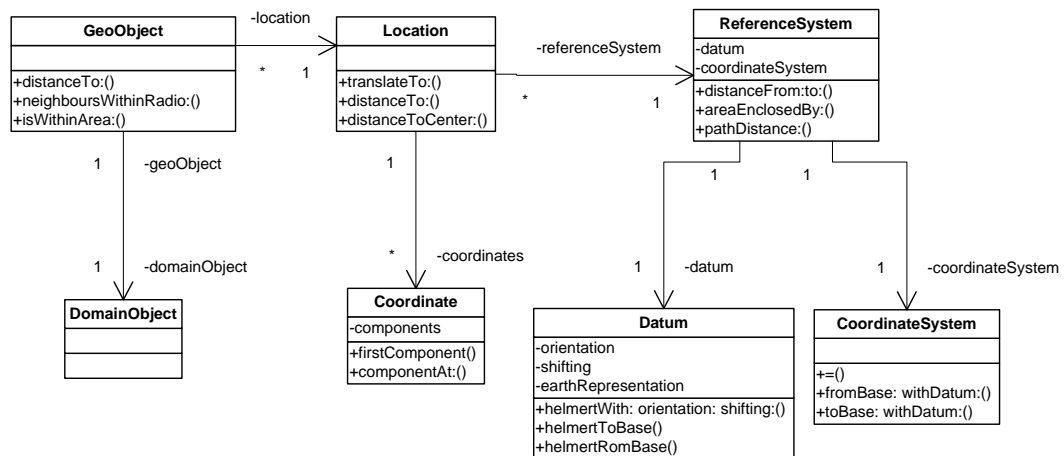 GeoObject
+distanceTo:()
+neighboursWithinRadio:()
+isWithinArea:()
-location
*
1
Location
+translateTo:()
+distanceTo:()
+distanceToCenter:()
-referenceSystem
*
1
ReferenceSystem
-datum
-coordinateSystem
+distanceFrom:to:()
+areaEnclosedBy:()
+pathDistance:()
1
-geoObject
1
-domainObject
DomainObject
1
*
-coordinates
Coordinate
-components
+firstComponent()
+componentAt:()
1
1
-datum
Datum
-orientation
-shifting
-earthRepresentation
+helmertWith: orientation: shifting:()
+helmertToBase()
+helmertRomBase()
1
1
-coordinateSystem
CoordinateSystem
+=()
+fromBase: withDatum:()
+toBase: withDatum:()